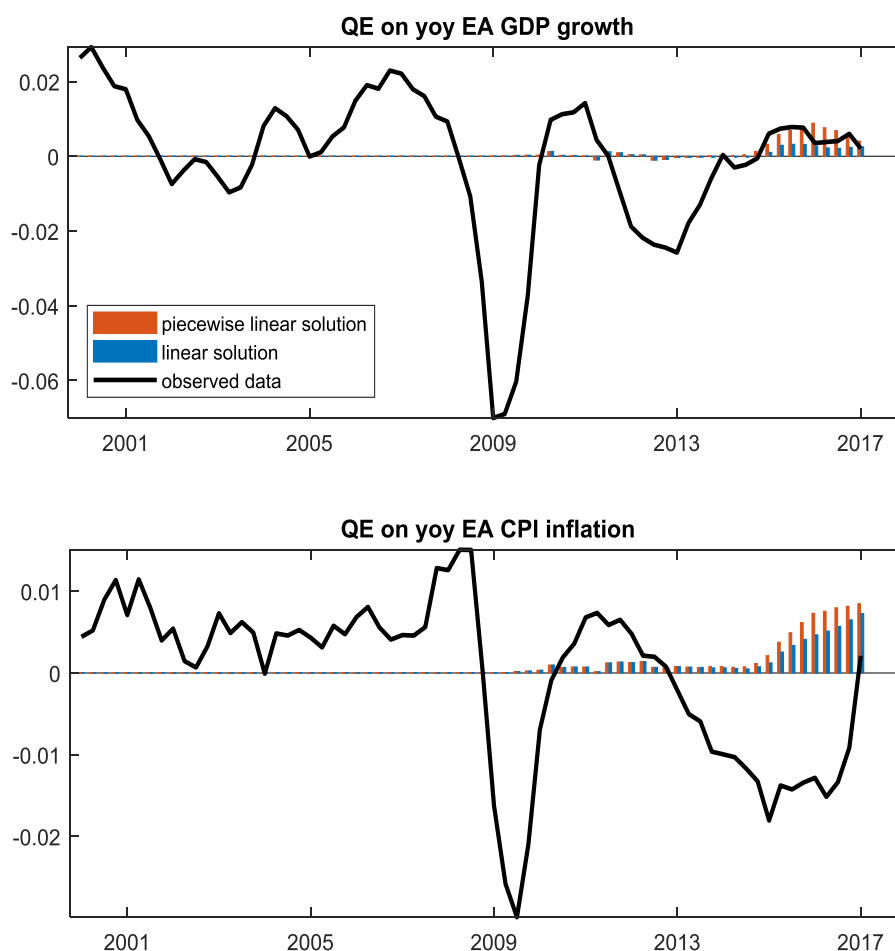 QE on yoy EA GDP growth
0.02
0
-0.02
-0.04
-0.06
piecewise linear solution
linear solution
observed data
2001 2005 2009 2013 2017
QE on yoy EA CPI inflation
0.01
0
-0.01
-0.02
2001 2005 2009 2013 2017